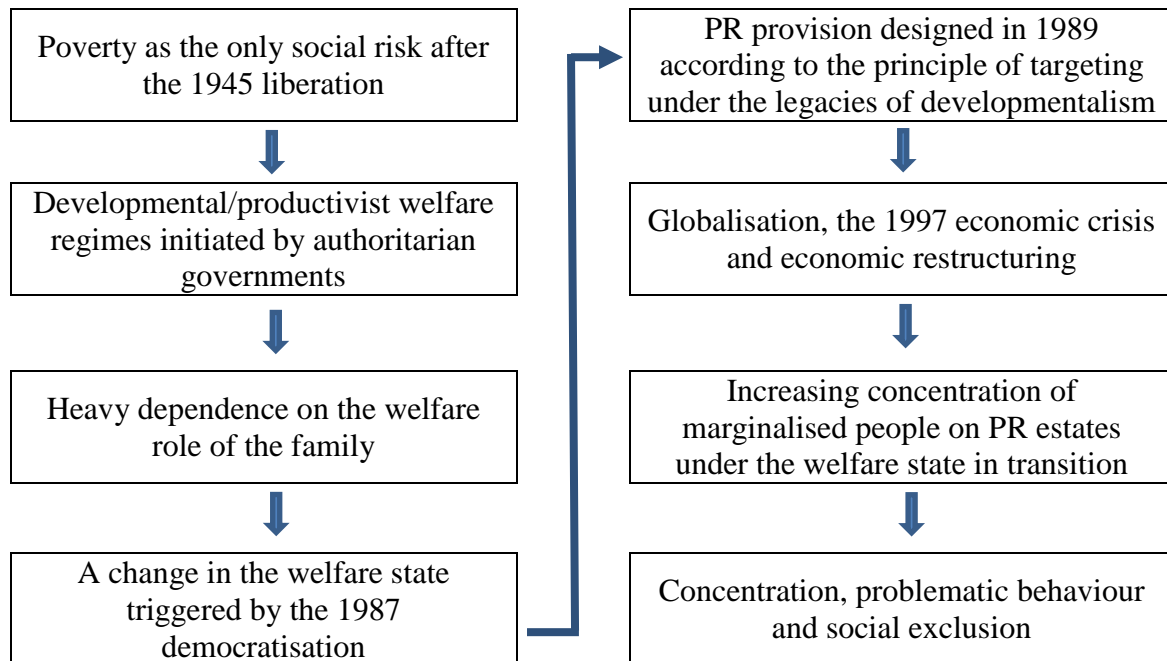 Poverty as the only social risk after
the 1945 liberation
Developmental/productivist welfare
regimes initiated by authoritarian
governments
Heavy dependence on the welfare
role of the family
A change in the welfare state
triggered by the 1987
democratisation
PR provision designed in 1989
according to the principle of targeting
under the legacies of developmentalism
Globalisation, the 1997 economic crisis
and economic restructuring
Increasing concentration of
marginalised people on PR estates
under the welfare state in transition
Concentration, problematic behaviour
and social exclusion